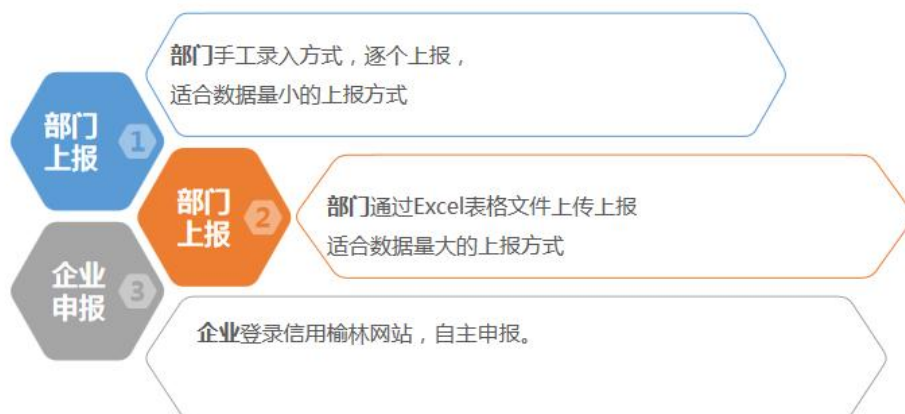 部门手工录入方式，逐个上报，
适合数据量小的上报方式
部门
上报
1
部门
上报
2
部门通过Excel表格文件上传上报
适合数据量大的上报方式
企业
申报
3
企业登录信用榆林网站，自主申报。